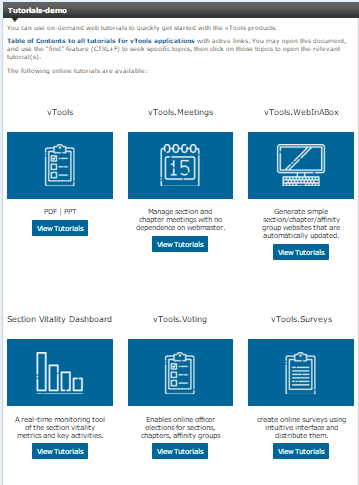 Tutorials-demo
You can use on-demand web tutorials to quickly get started with the vTools products.
Table of Contents to all tutorials for vTools applications with active links. You may open this document,
and use the "find" feature (CTRL+F) to seek specific topics, then click on those topics to open the relevant
tutorial(s).
The following online tutorials are available:
vTools
vTools.Meetings
vTools.WebInABox
15
PDF | PPT
View Tutorials
Manage section and
chapter meetings with no
dependence on webmaster.
View Tutorials
Generate simple
section/chapter/affinity
group websites that are
automatically updated.
View Tutorials
Section Vitality Dashboard
vTools.Voting
vTools.Surveys
A real-time monitoring tool
of the section vitality
metrics and key activities.
View Tutorials
Enables online officer
elections for sections,
chapters, affinity groups
View Tutorials
create online surveys using
intuitive interface and
distribute them.
View Tutorials